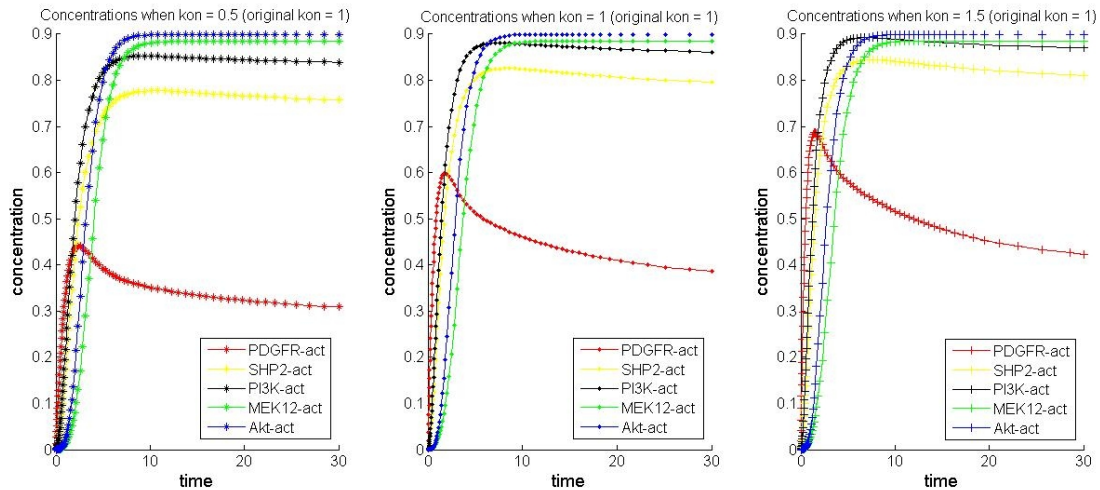 Concentrations when kon = 0.5 (original kon = 1)
0.9
0.8
0.7
0.6
0.5
0.4
0.3
0.2
0.1
0
concentration
PDGFR-act
SHP2-act
PI3K-act
MEK12-act
Akt-act
0
10
20
30
time
Concentrations when kon = 1 (original kon = 1)
0.9
0.8
0.7
0.6
0.5
0.4
0.3
0.2
0.1
0
concentration
PDGFR-act
SHP2-act
PI3K-act
MEK12-act
Akt-act
0
10
20
30
time
Concentrations when kon = 1.5 (original kon = 1)
0.9
0.8
0.7
0.6
0.5
0.4
0.3
0.2
0.1
0
concentration
PDGFR-act
SHP2-act
PI3K-act
MEK12-act
Akt-act
0
10
20
30
time